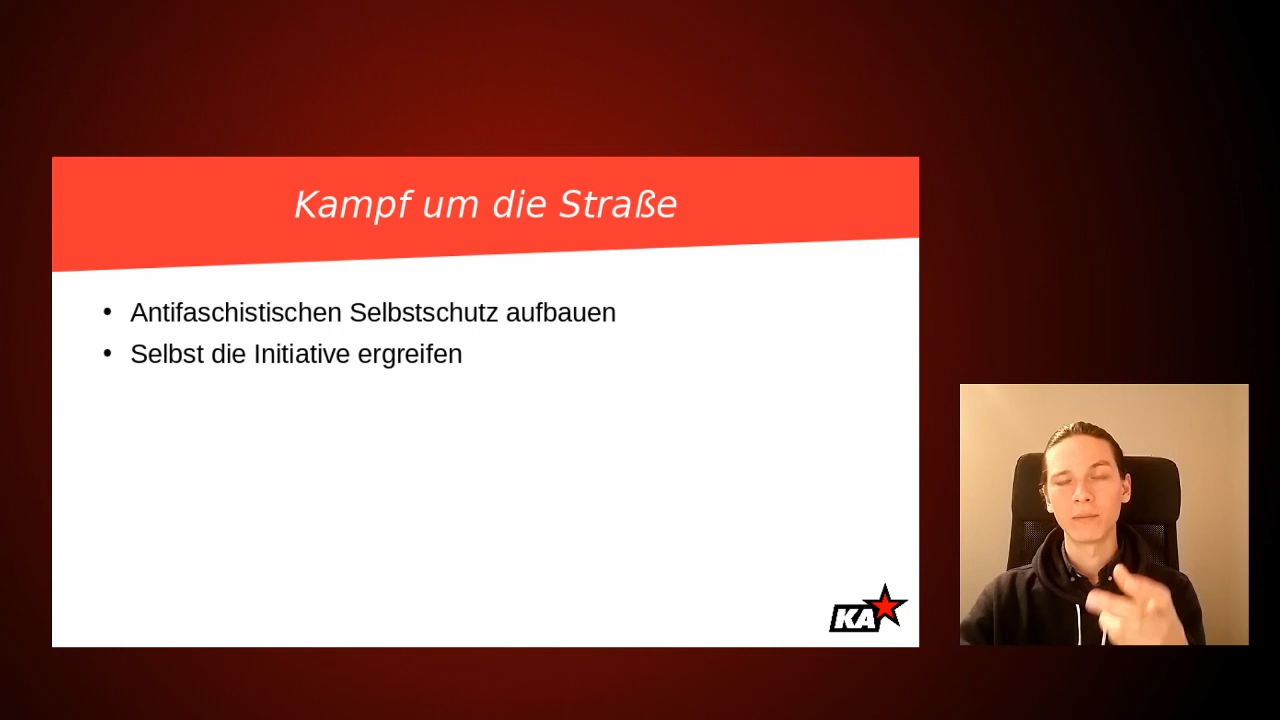 Kampf um die Straße
• Antifaschistischen Selbstschutz aufbauen
• Selbst die Initiative ergreifen
KA